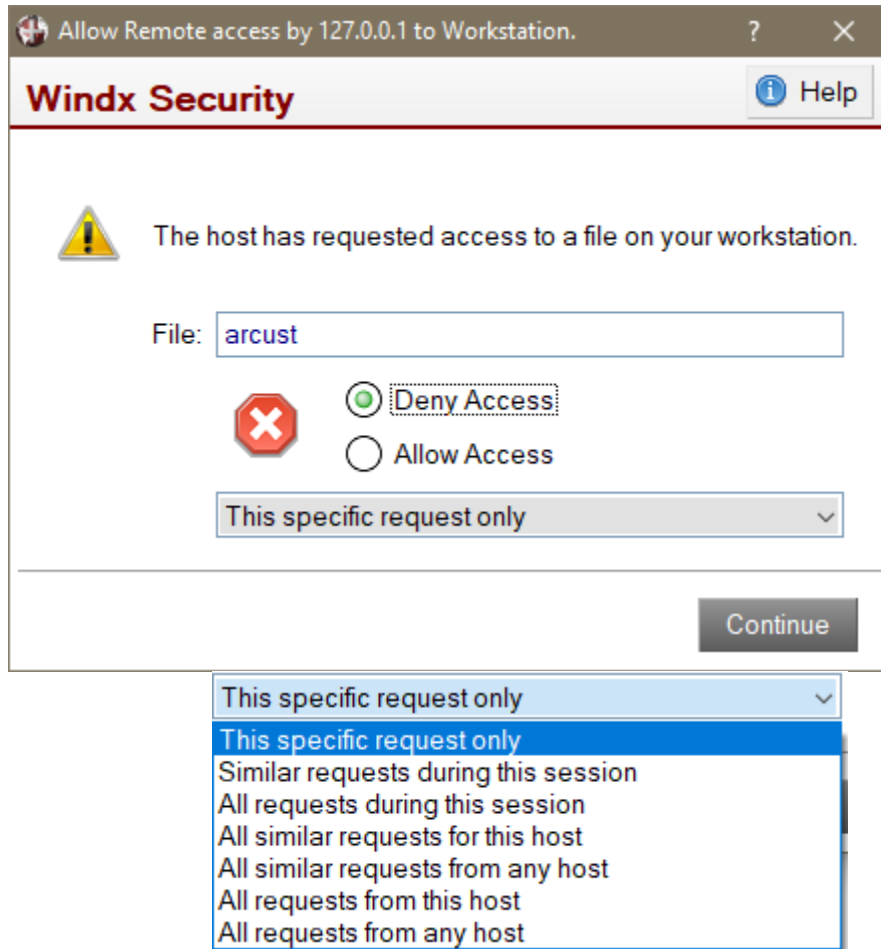 Allow Remote access by 127.0.0.1 to Workstation. ? ×
Windx Security
Help
The host has requested access to a file on your workstation.
File: arcust
Deny Access
Allow Access
This specific request only
Continue
This specific request only
This specific request only
Similar requests during this session
All requests during this session
All similar requests for this host
All similar requests from any host
All requests from this host
All requests from any host